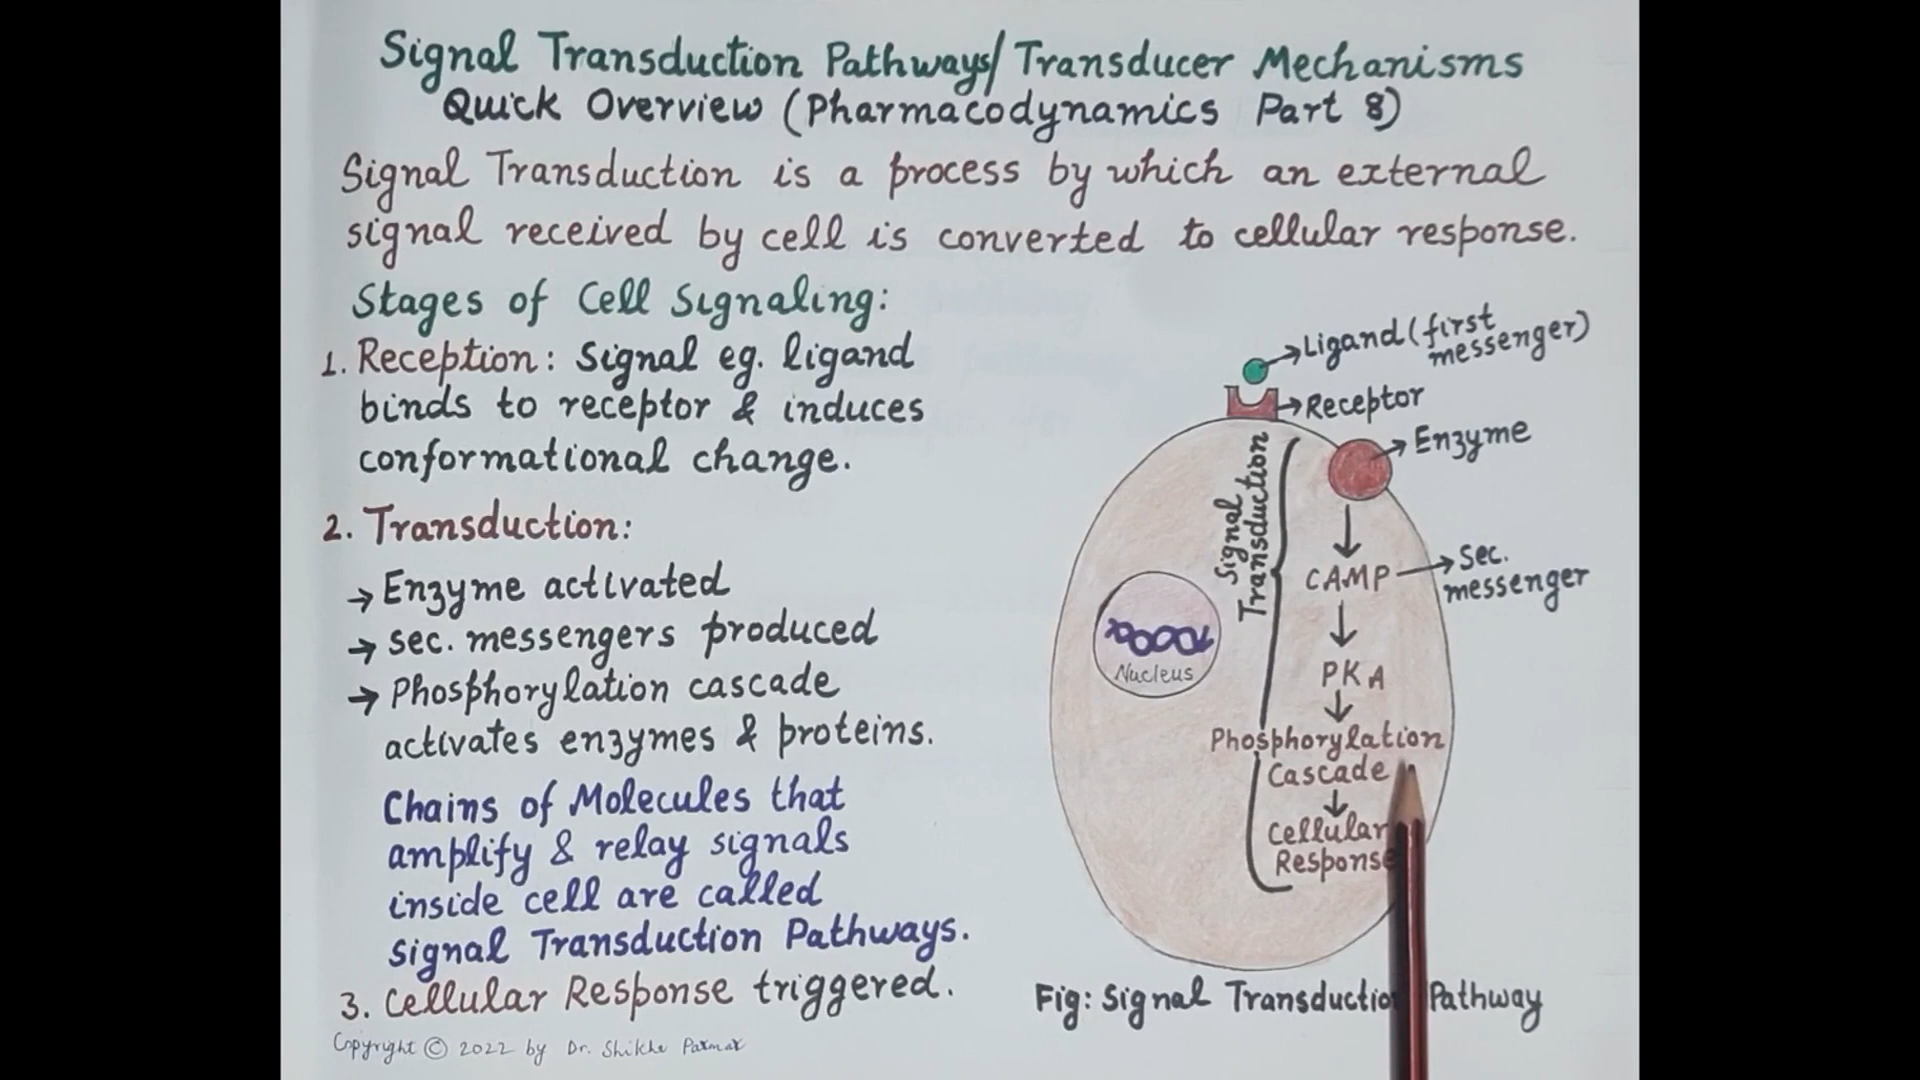 Signal Transduction Pathways/Transducer Mechanisms
Quick Overview (Pharmacodynamics Part 8)
Signal Transduction is a process by which an external
signal received by cell is converted to cellular response.
Stages of Cell Signaling:
1. Reception: Signal eg. ligand
binds to receptor & induces
conformational change.
2. Transduction:
→ Enzyme activated
→ sec. messengers produced
→ Phosphorylation cascade
activates enzymes & proteins.
Chains of Molecules that
amplify & relay signals
inside cell are called
Signal Transduction Pathways.
3. Cellular Response triggered.
Copyright © 2022 by Dr. Shikha Parmar
Ligand (first
messenger)
Receptor
Enzyme
Signal
Transduction
CAMP
Sec.
messenger
PKA
Nucleus
Phosphorylation
Cascade
Cellular
Response
Fig: Signal Transduction Pathway